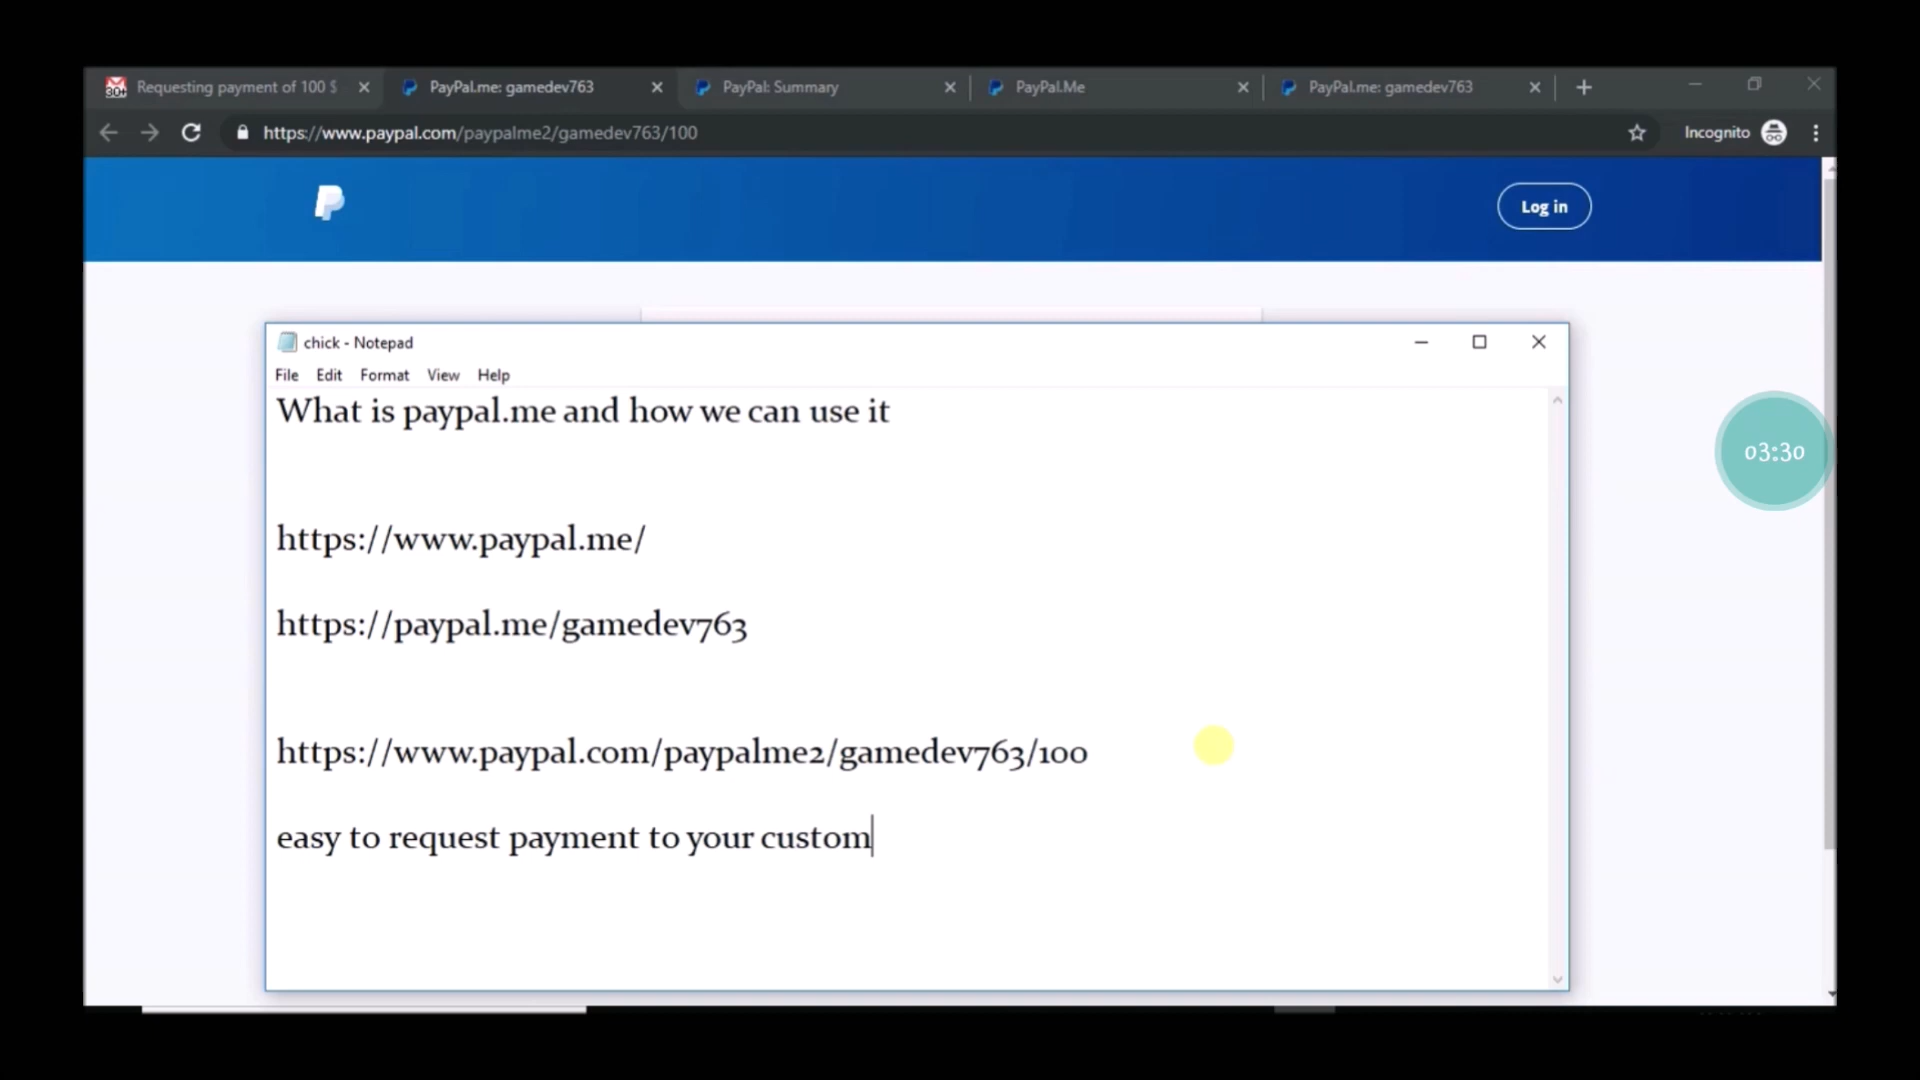 Requesting payment of 100 $
PayPal.me: gamedev763
PayPal: Summary
PayPal.Me
PayPal.me: gamedev763
https://www.paypal.com/paypalme2/gamedev763/100
Incognito
Log in
chick - Notepad
File Edit Format View Help
What is paypal.me and how we can use it
https://www.paypal.me/
https://paypal.me/gamedev763
https://www.paypal.com/paypalme2/gamedev763/100
easy to request payment to your custom
03:30